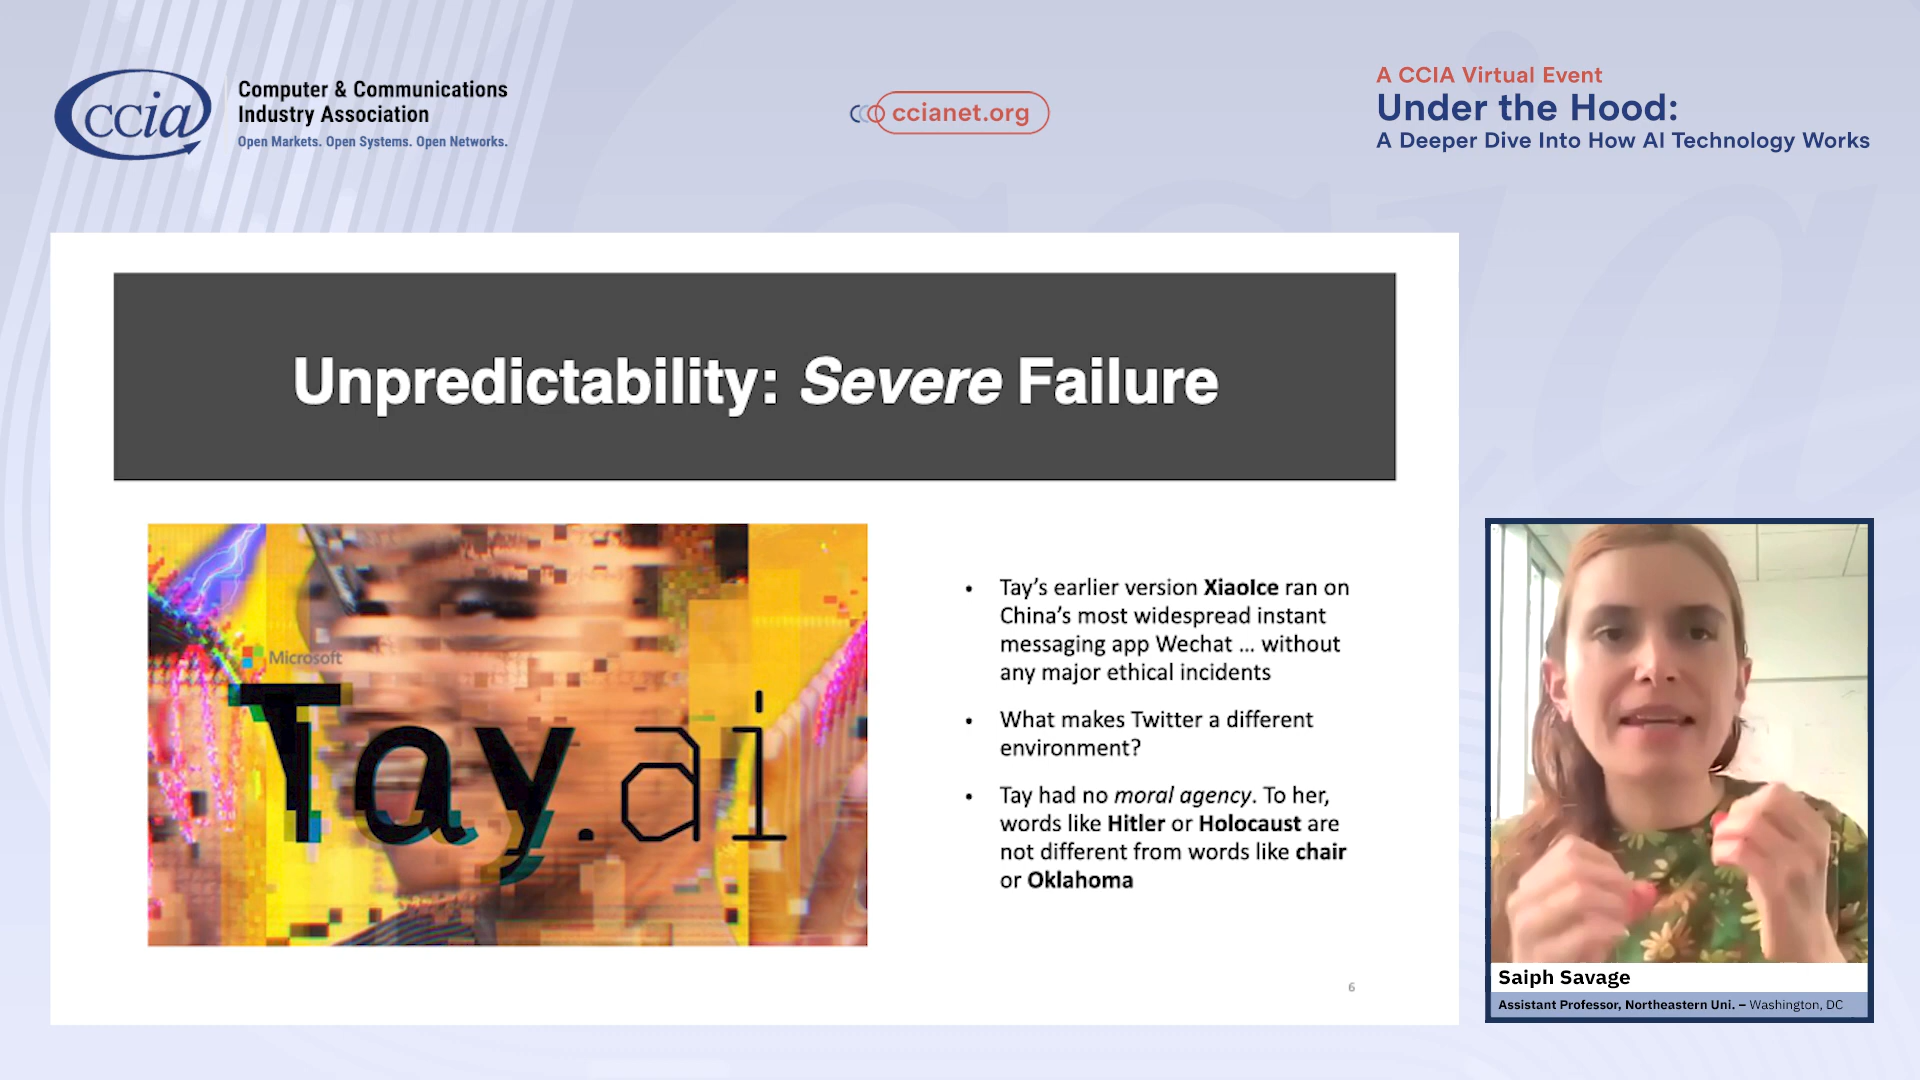 ccia
Computer & Communications
Industry Association
Open Markets. Open Systems. Open Networks.
ccianet.org
A CCIA Virtual Event
Under the Hood:
A Deeper Dive Into How AI Technology Works
Unpredictability: Severe Failure
Microsoft
Tay.ai
• Tay’s earlier version XiaoIce ran on
China’s most widespread instant
messaging app Wechat ... without
any major ethical incidents
• What makes Twitter a different
environment?
• Tay had no moral agency. To her,
words like Hitler or Holocaust are
not different from words like chair
or Oklahoma
6
Saiph Savage
Assistant Professor, Northeastern Uni. – Washington, DC